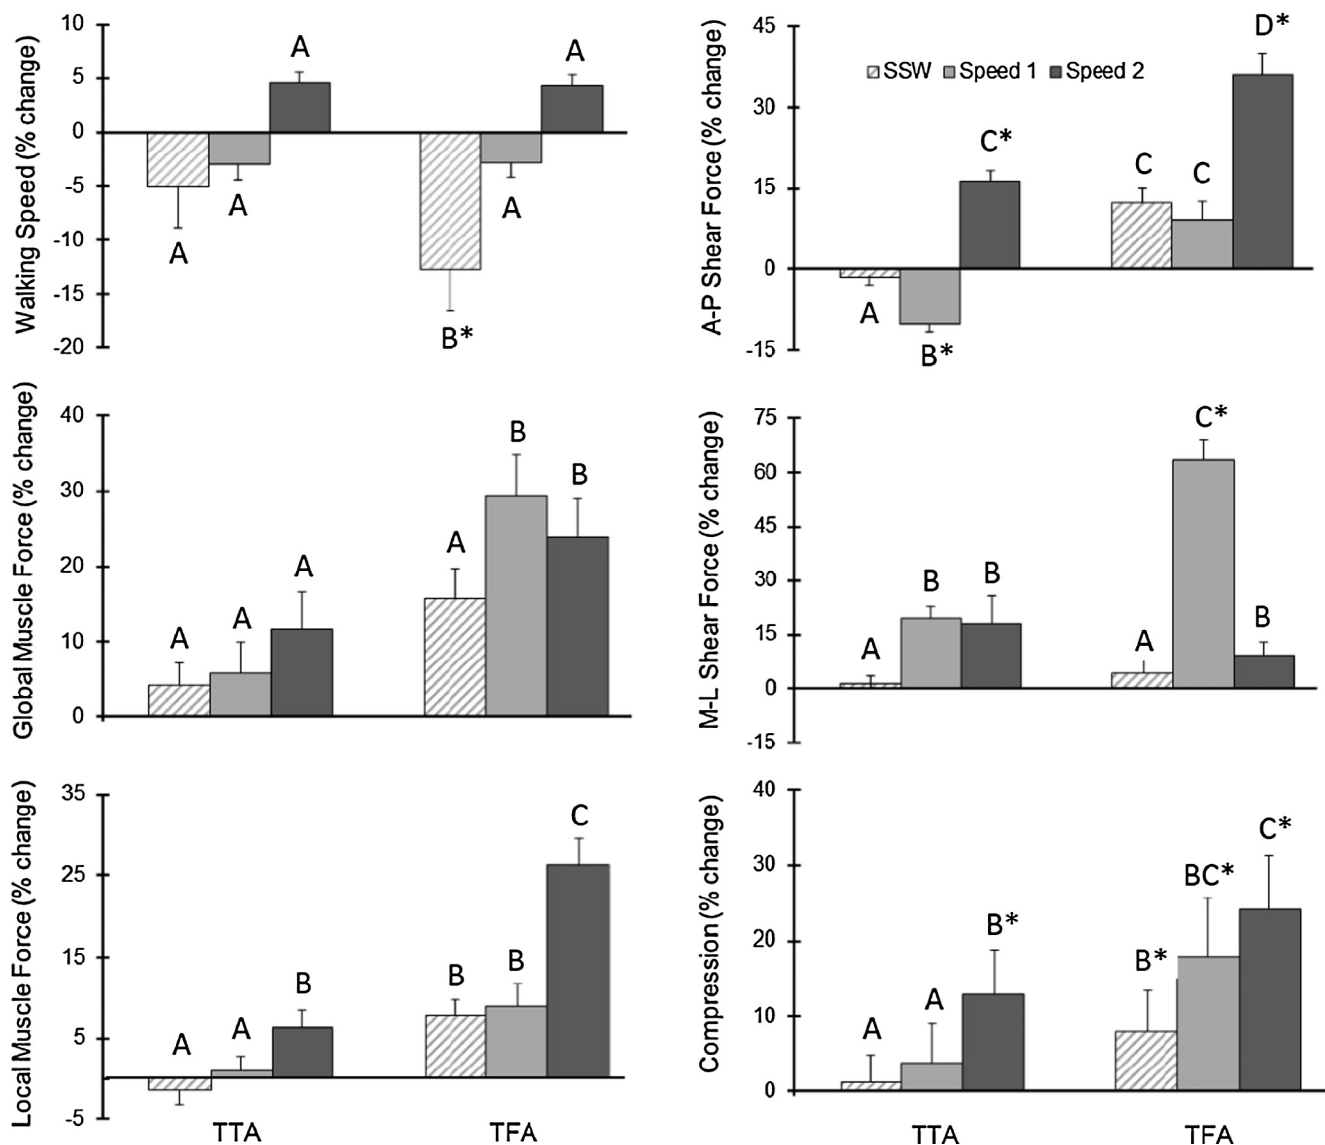 Walking Speed (% change)
10
5
0
-5
-10
-15
-20
A
A
A
B*
A
A
A-P Shear Force (% change)
45
30
15
0
-15
SSW Speed 1 Speed 2
A
B*
C*
C
C
D*
Global Muscle Force (% change)
40
30
20
10
0
A
A
A
A
B
B
M-L Shear Force (% change)
75
60
45
30
15
0
-15
A
B
B
A
C*
B
Local Muscle Force (% change)
35
25
15
5
-5
A
A
B
B
B
C
TTA TFA
Compression (% change)
40
30
20
10
0
A
A
B*
B*
BC*
C*
TTA TFA